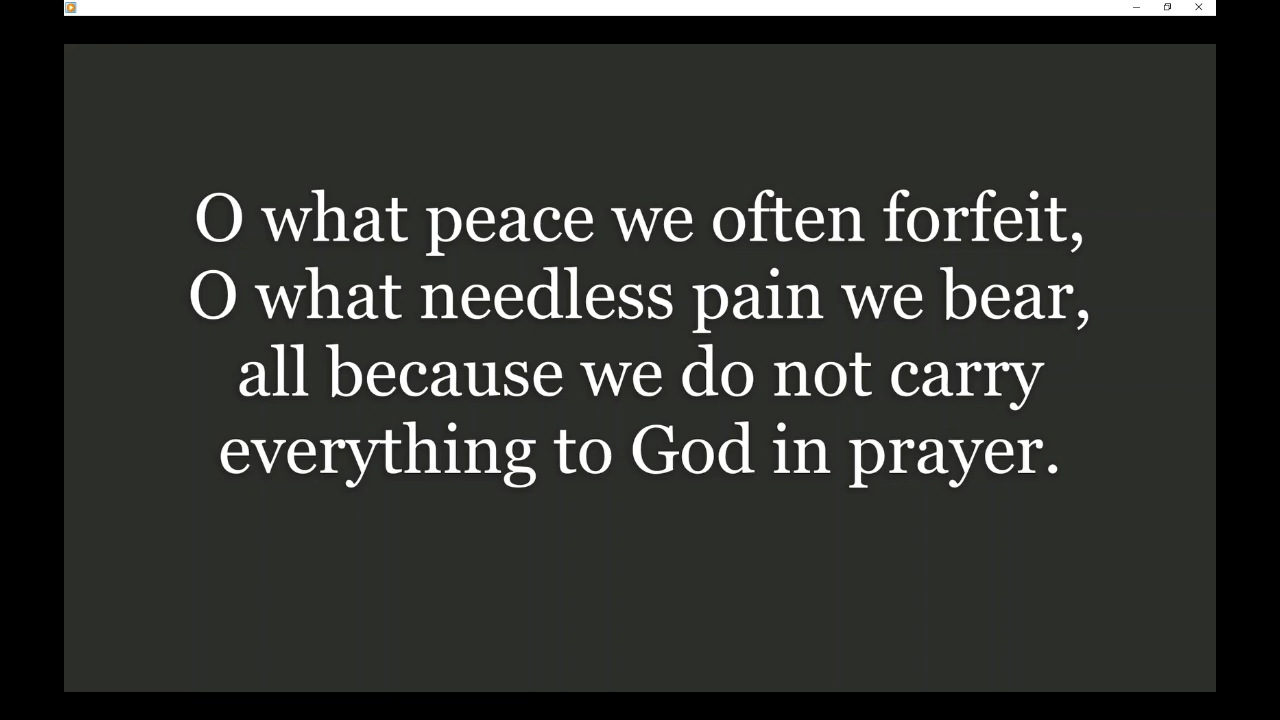 O what peace we often forfeit,
O what needless pain we bear,
all because we do not carry
everything to God in prayer.